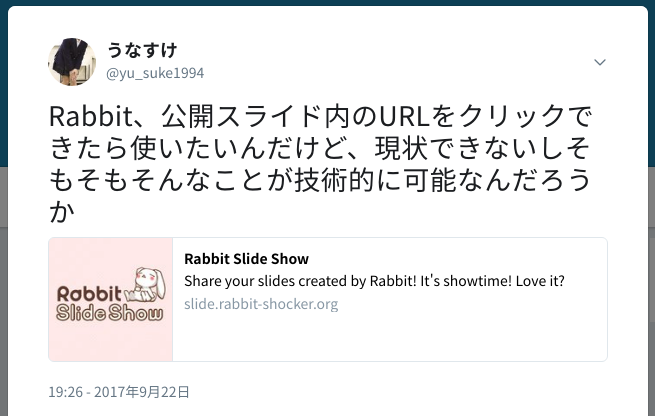 うなすけ
@yu_suke1994
Rabbit、公開スライド内のURLをクリックで
きたら使いたいんだけど、現状できないしそ
もそもそんなことが技術的に可能なんだろう
か
Rabbit
Slide Show
Rabbit Slide Show
Share your slides created by Rabbit! It's showtime! Love it?
slide.rabbit-shocker.org
19:26 - 2017年9月22日